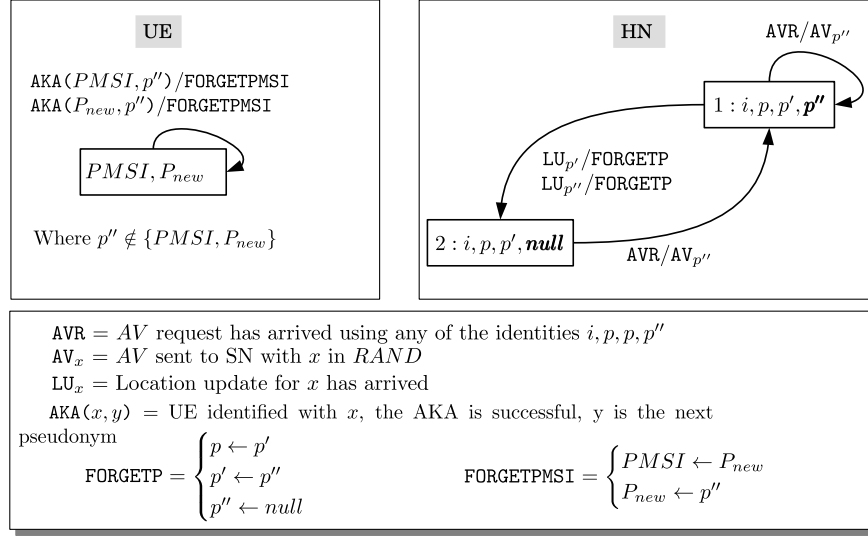 UE
AKA(PMSI, p″)/FORGETPMSI
AKA(P_new, p″)/FORGETPMSI
PMSI, P_new
Where p″ ∉ {PMSI, P_new}
HN
AVR/AV_p″
1 : i, p, p′, p″
LU_p′/FORGETP
LU_p″/FORGETP
2 : i, p, p′, null
AVR/AV_p″
AVR = AV request has arrived using any of the identities i, p, p, p″
AV_x = AV sent to SN with x in RAND
LU_x = Location update for x has arrived
AKA(x, y) = UE identified with x, the AKA is successful, y is the next
pseudonym
FORGETP = { p ← p′
p′ ← p″
p″ ← null
FORGETPMSI = { PMSI ← P_new
P_new ← p″